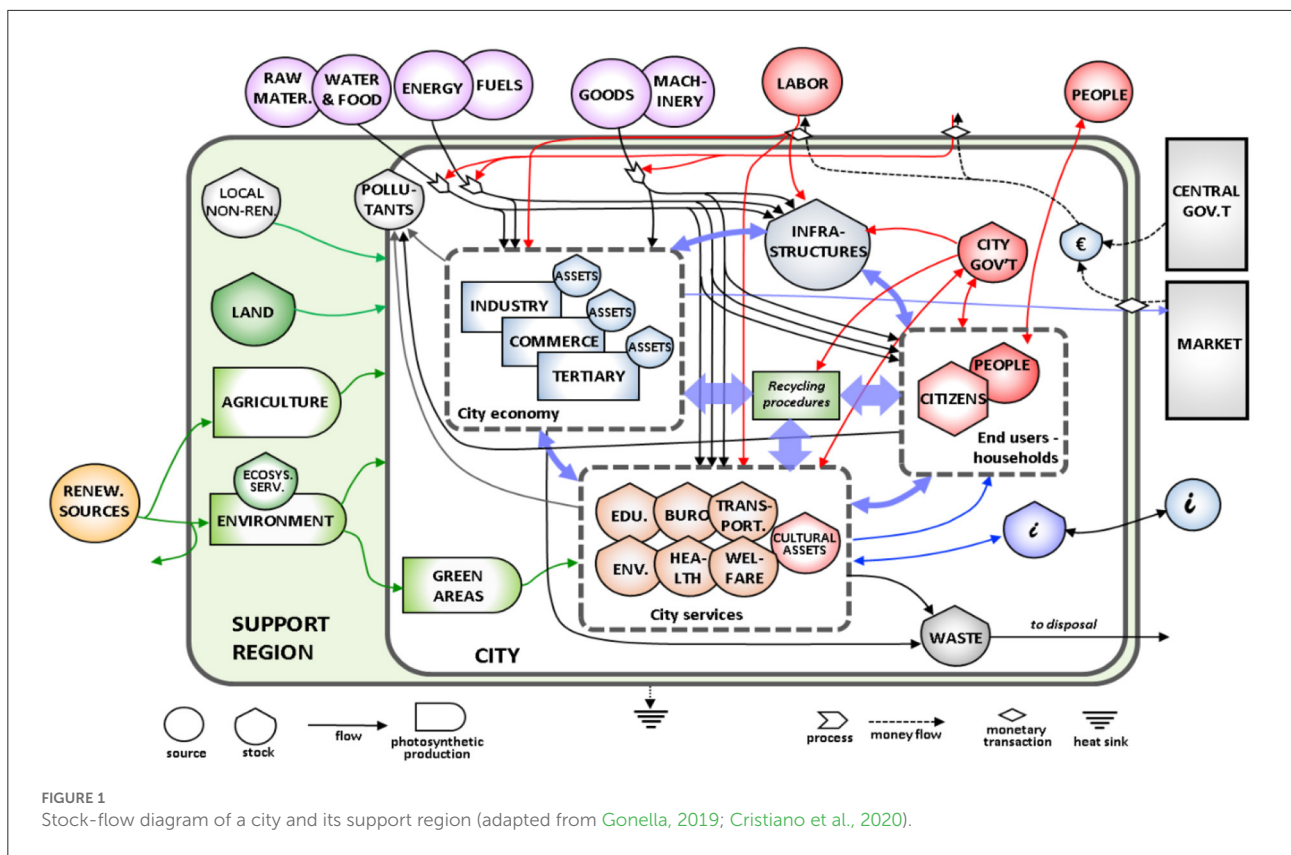 RAW
MATER.
WATER
& FOOD
ENERGY
FUELS
GOODS
MACH-
INERY
LABOR
PEOPLE
LOCAL
NON-REN.
POLLU-
TANTS
INFRA-
STRUCTURES
CITY
GOV'T
€
CENTRAL
GOV.T
MARKET
LAND
ASSETS
INDUSTRY
ASSETS
COMMERCE
ASSETS
TERTIARY
City economy
Recycling
procedures
PEOPLE
CITIZENS
End users -
households
AGRICULTURE
ECOSYS.
SERV.
ENVIRONMENT
RENEW.
SOURCES
GREEN
AREAS
EDU.
BURO
TRANS-
PORT.
CULTURAL
ASSETS
ENV.
HEA-
LTH
WEL-
FARE
City services
i
i
WASTE
to disposal
SUPPORT
REGION
CITY
source
stock
flow
photosynthetic
production
process
money flow
monetary
transaction
heat sink
FIGURE 1
Stock-flow diagram of a city and its support region (adapted from Gonella, 2019; Cristiano et al., 2020).